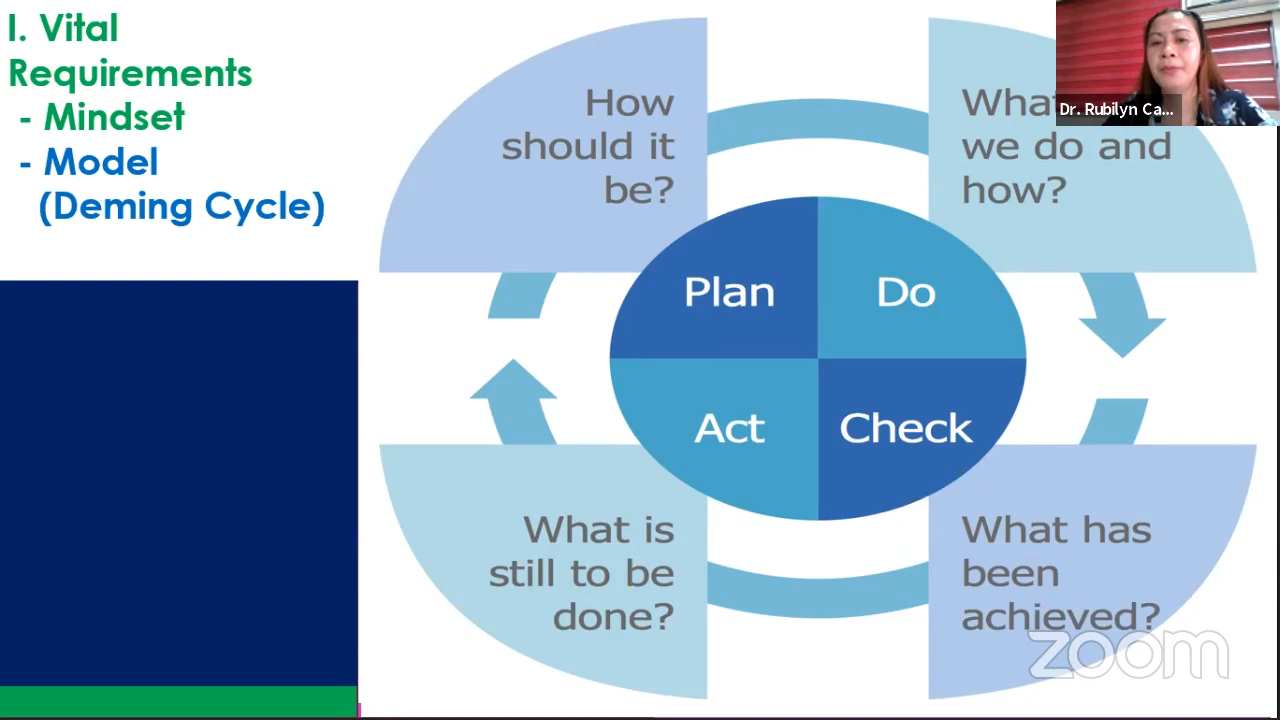 I. Vital
Requirements
- Mindset
- Model
(Deming Cycle)
How
should it
be?
What
we do and
how?
Dr. Rubilyn Ca...
Plan
Do
Act
Check
What is
still to be
done?
What has
been
achieved?
zoom